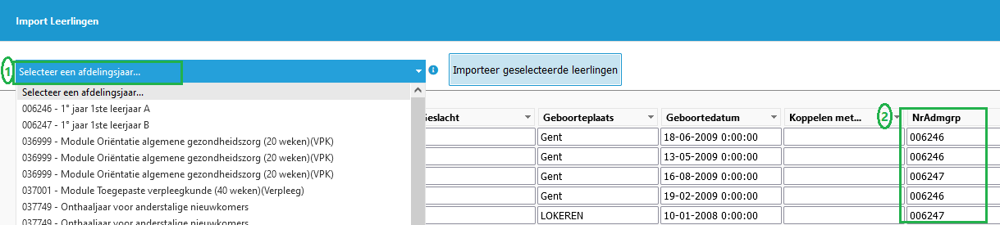 Import Leerlingen
1
Selecteer een afdelingsjaar...
Importeer geselecteerde leerlingen
Selecteer een afdelingsjaar...
006246 - 1° jaar 1ste leerjaar A
006247 - 1° jaar 1ste leerjaar B
036999 - Module Oriëntatie algemene gezondheidszorg (20 weken)(VPK)
036999 - Module Oriëntatie algemene gezondheidszorg (20 weken)(VPK)
036999 - Module Oriëntatie algemene gezondheidszorg (20 weken)(VPK)
037001 - Module Toegepaste verpleegkunde (40 weken)(Verpleeg)
037749 - Onthaaljaar voor anderstalige nieuwkomers
037749 - Onthaaljaar voor anderstalige nieuwkomers
Geslacht Geboorteplaats Geboortedatum Koppelen met... 2 NrAdmgrp
Gent 18-06-2009 0:00:00 006246
Gent 13-05-2009 0:00:00 006246
Gent 16-08-2009 0:00:00 006247
Gent 19-02-2009 0:00:00 006246
LOKEREN 10-01-2008 0:00:00 006247